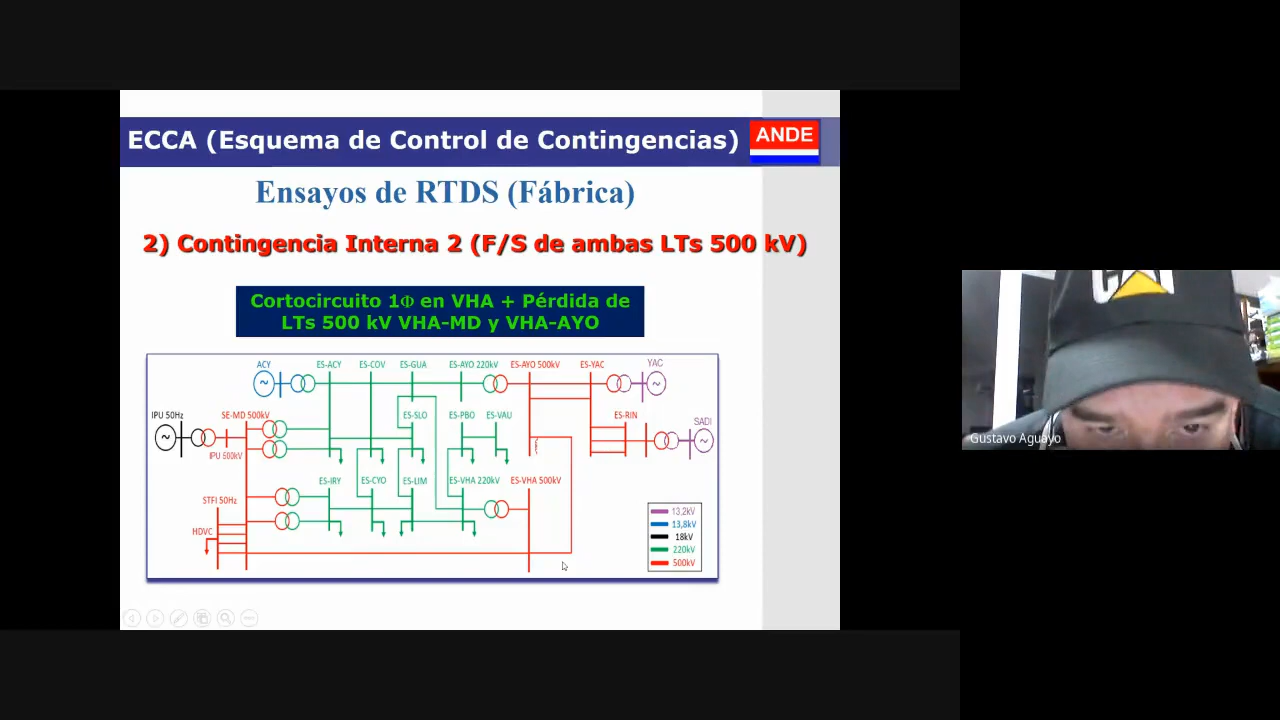 ECCA (Esquema de Control de Contingencias)
ANDE
Ensayos de RTDS (Fábrica)
2) Contingencia Interna 2 (F/S de ambas LTs 500 kV)
Cortocircuito 1Φ en VHA + Pérdida de
LTs 500 kV VHA-MD y VHA-AYO
ACY
ES-ACY
ES-COV
ES-GUA
ES-AYO 220kV
ES-AYO 500kV
ES-YAC
YAC
IPU 50Hz
SE-MD 500kV
ES-SLO
ES-PBO
ES-VAU
ES-RIN
SADI
IPU 500kV
ES-IRY
ES-CYO
ES-LIM
ES-VHA 220kV
ES-VHA 500kV
STFI 50Hz
HDVC
13,2kV
13,8kV
18kV
220kV
500kV
CAT
Gustavo Aguayo